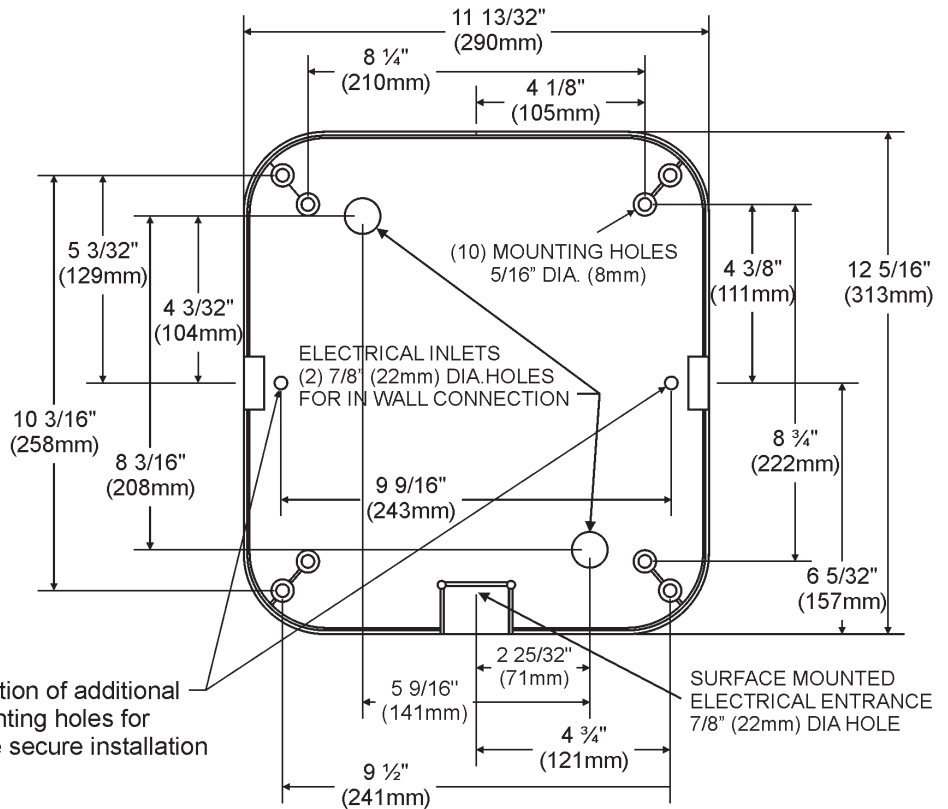 11 13/32"
(290mm)
8 ¼"
(210mm)
4 1/8"
(105mm)
5 3/32"
(129mm)
4 3/32"
(104mm)
(10) MOUNTING HOLES
5/16” DIA. (8mm)
4 3/8"
(111mm)
12 5/16"
(313mm)
ELECTRICAL INLETS
(2) 7/8” (22mm) DIA.HOLES
FOR IN WALL CONNECTION
10 3/16"
(258mm)
8 3/16"
(208mm)
8 ¾"
(222mm)
9 9/16"
(243mm)
6 5/32"
(157mm)
2 25/32"
(71mm)
5 9/16"
(141mm)
4 ¾"
(121mm)
9 ½"
(241mm)
of additional
holes for
secure installation
SURFACE MOUNTED
ELECTRICAL ENTRANCE
7/8” (22mm) DIA HOLE